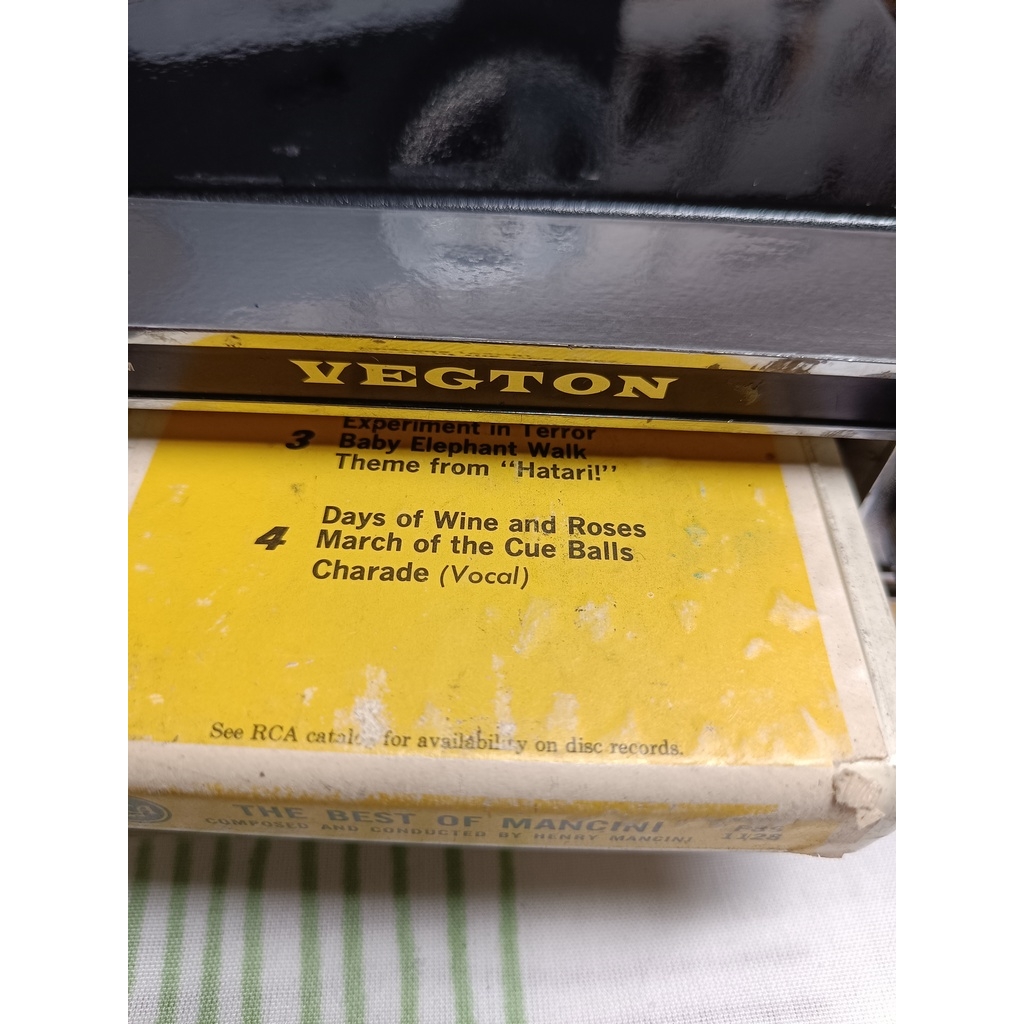 VEGTON
Experiment in Terror
3 Baby Elephant Walk
Theme from "Hatari!"
Days of Wine and Roses
4 March of the Cue Balls
Charade (Vocal)
See RCA catalog for availability on disc records.
THE BEST OF MANCINI
COMPOSED AND CONDUCTED BY HENRY MANCINI
1128